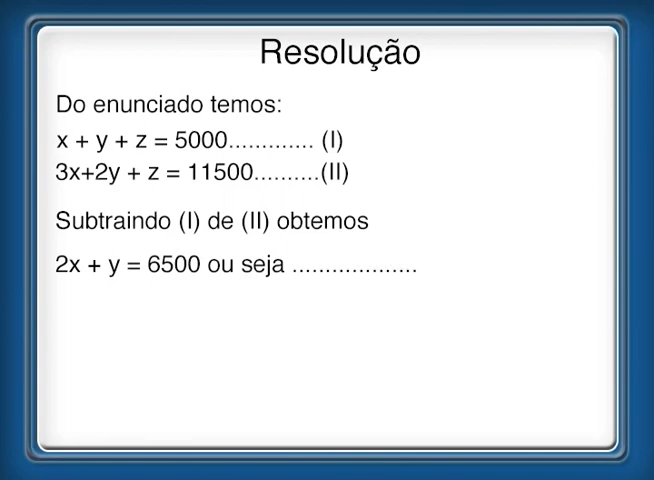 Resolução
Do enunciado temos:
x + y + z = 5000............. (I)
3x+2y + z = 11500..........(II)
Subtraindo (I) de (II) obtemos
2x + y = 6500 ou seja ...................